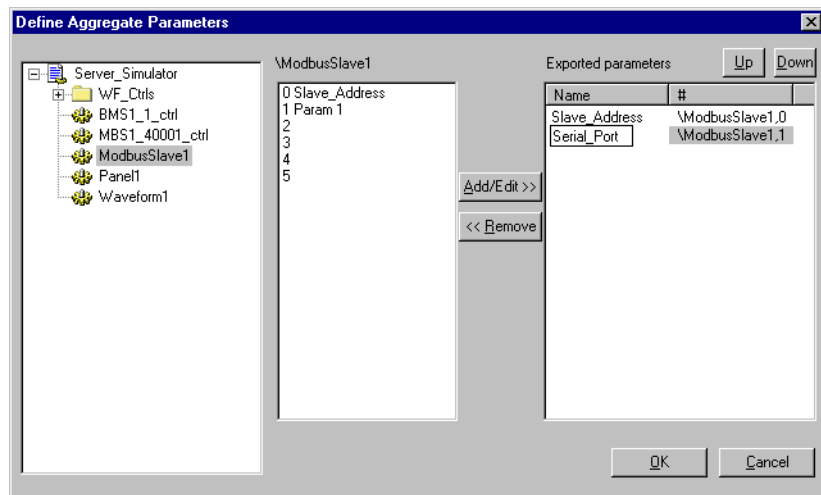 Define Aggregate Parameters
Server_Simulator
WF_Ctrls
BMS1_1_ctrl
MBS1_40001_ctrl
ModbusSlave1
Panel1
Waveform1
\ModbusSlave1
0 Slave_Address
1 Param 1
2
3
4
5
Add/Edit >>
<< Remove
Exported parameters
Up
Down
Name #
Slave_Address \ModbusSlave1,0
Serial_Port \ModbusSlave1,1
OK
Cancel